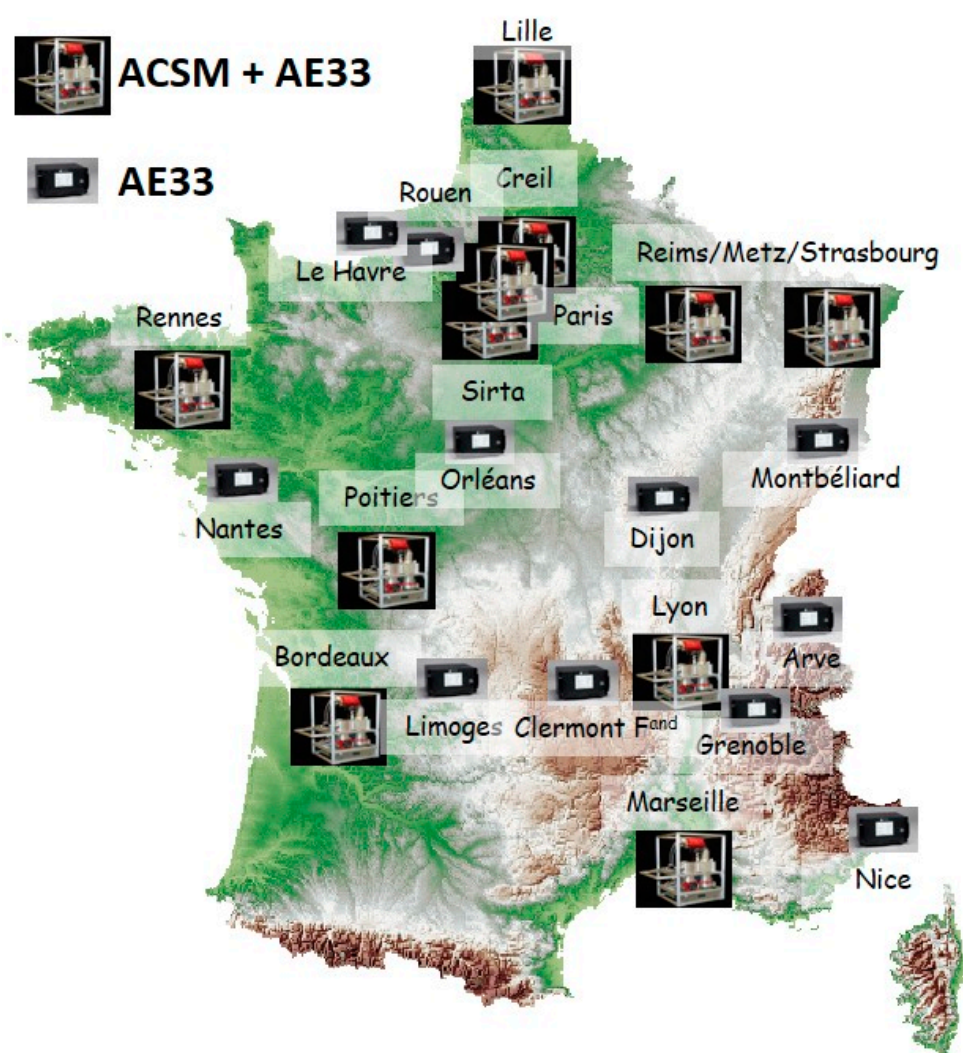 Lille
ACSM + AE33
AE33
Creil
Rouen
Reims/Metz/Strasbourg
Le Havre
Paris
Rennes
Sirta
Orléans
Montbéliard
Poitiers
Nantes
Dijon
Lyon
Bordeaux
Arve
Limoges
Clermont Fand
Grenoble
Marseille
Nice